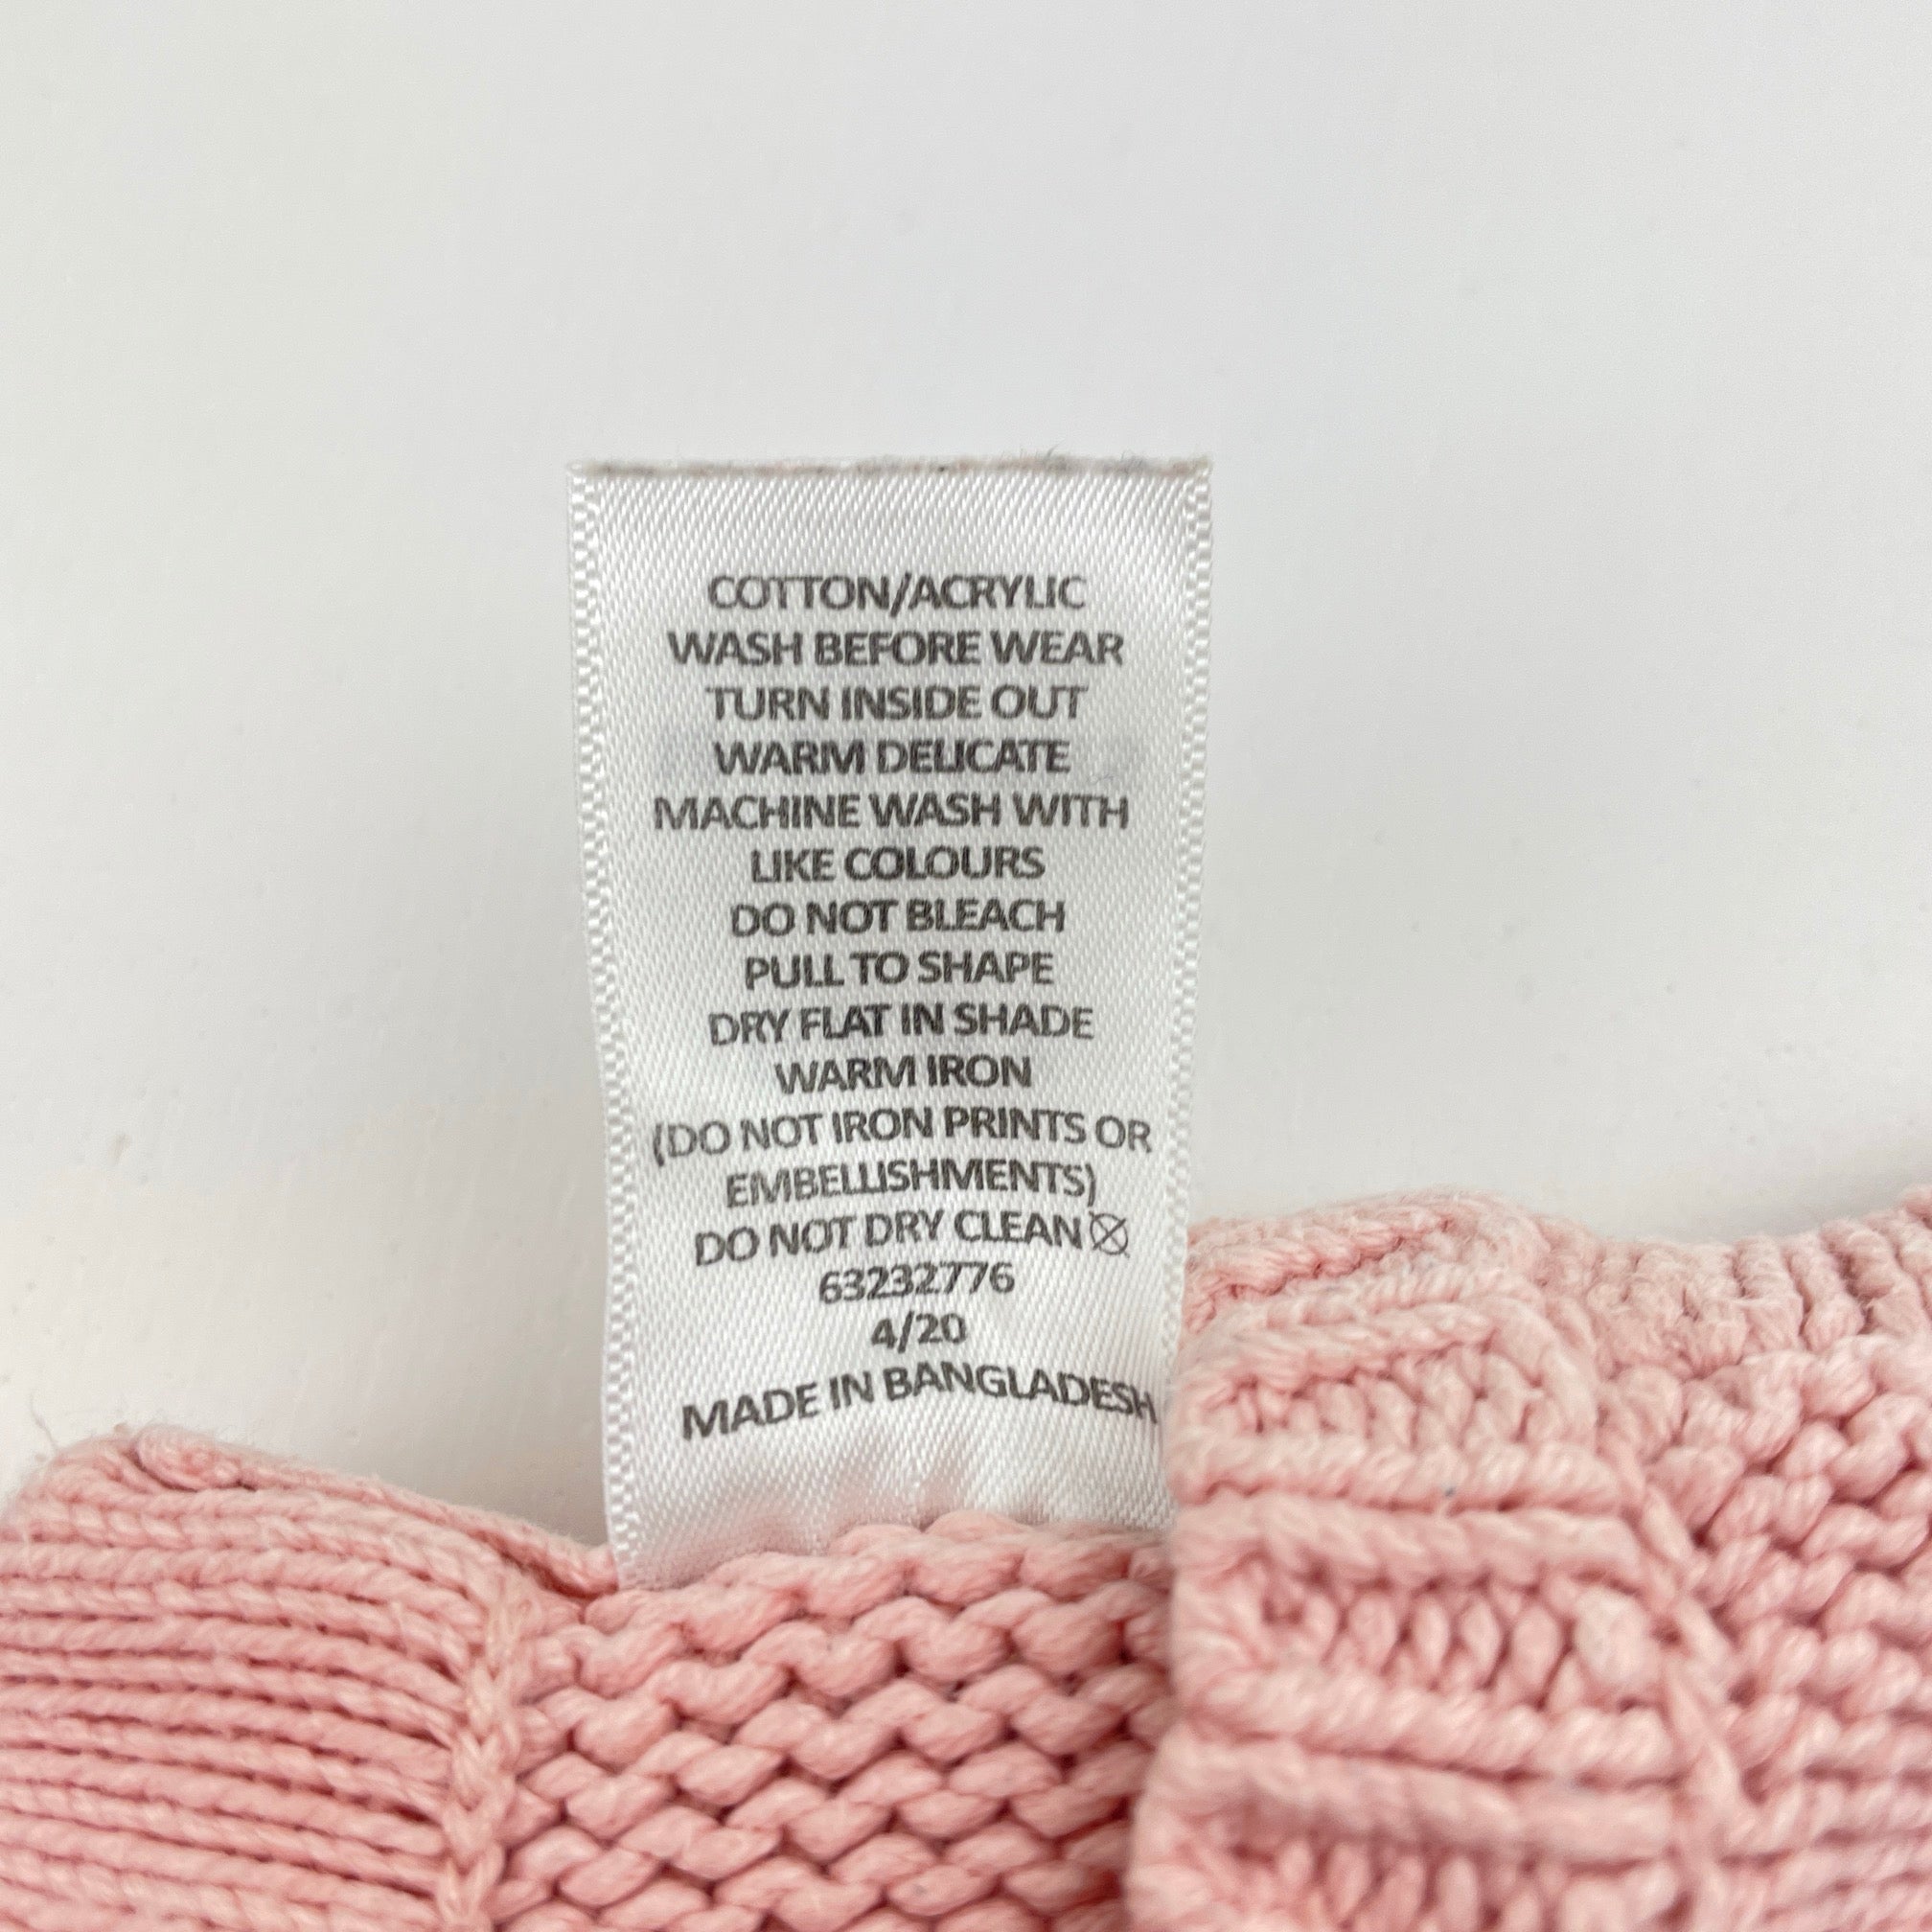 COTTON/ACRYLIC
WASH BEFORE WEAR
TURN INSIDE OUT
WARM DELICATE
MACHINE WASH WITH
LIKE COLOURS
DO NOT BLEACH
PULL TO SHAPE
DRY FLAT IN SHADE
WARM IRON
(DO NOT IRON PRINTS OR
EMBELLISHMENTS)
DO NOT DRY CLEAN
63232776
4/20
MADE IN BANGLADESH